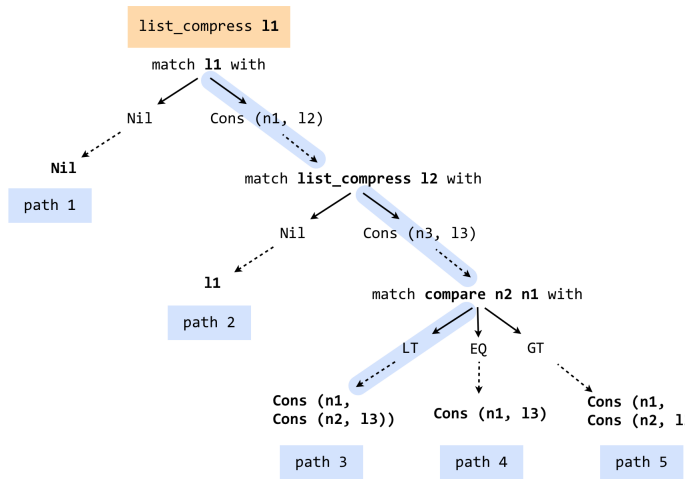 list_compress l1
match l1 with
Nil
Cons (n1, l2)
Nil
path 1
match list_compress l2 with
Nil
Cons (n3, l3)
l1
path 2
match compare n2 n1 with
LT
EQ
GT
Cons (n1,
Cons (n2, l3))
Cons (n1, l3)
Cons (n1,
Cons (n2, l
path 3
path 4
path 5